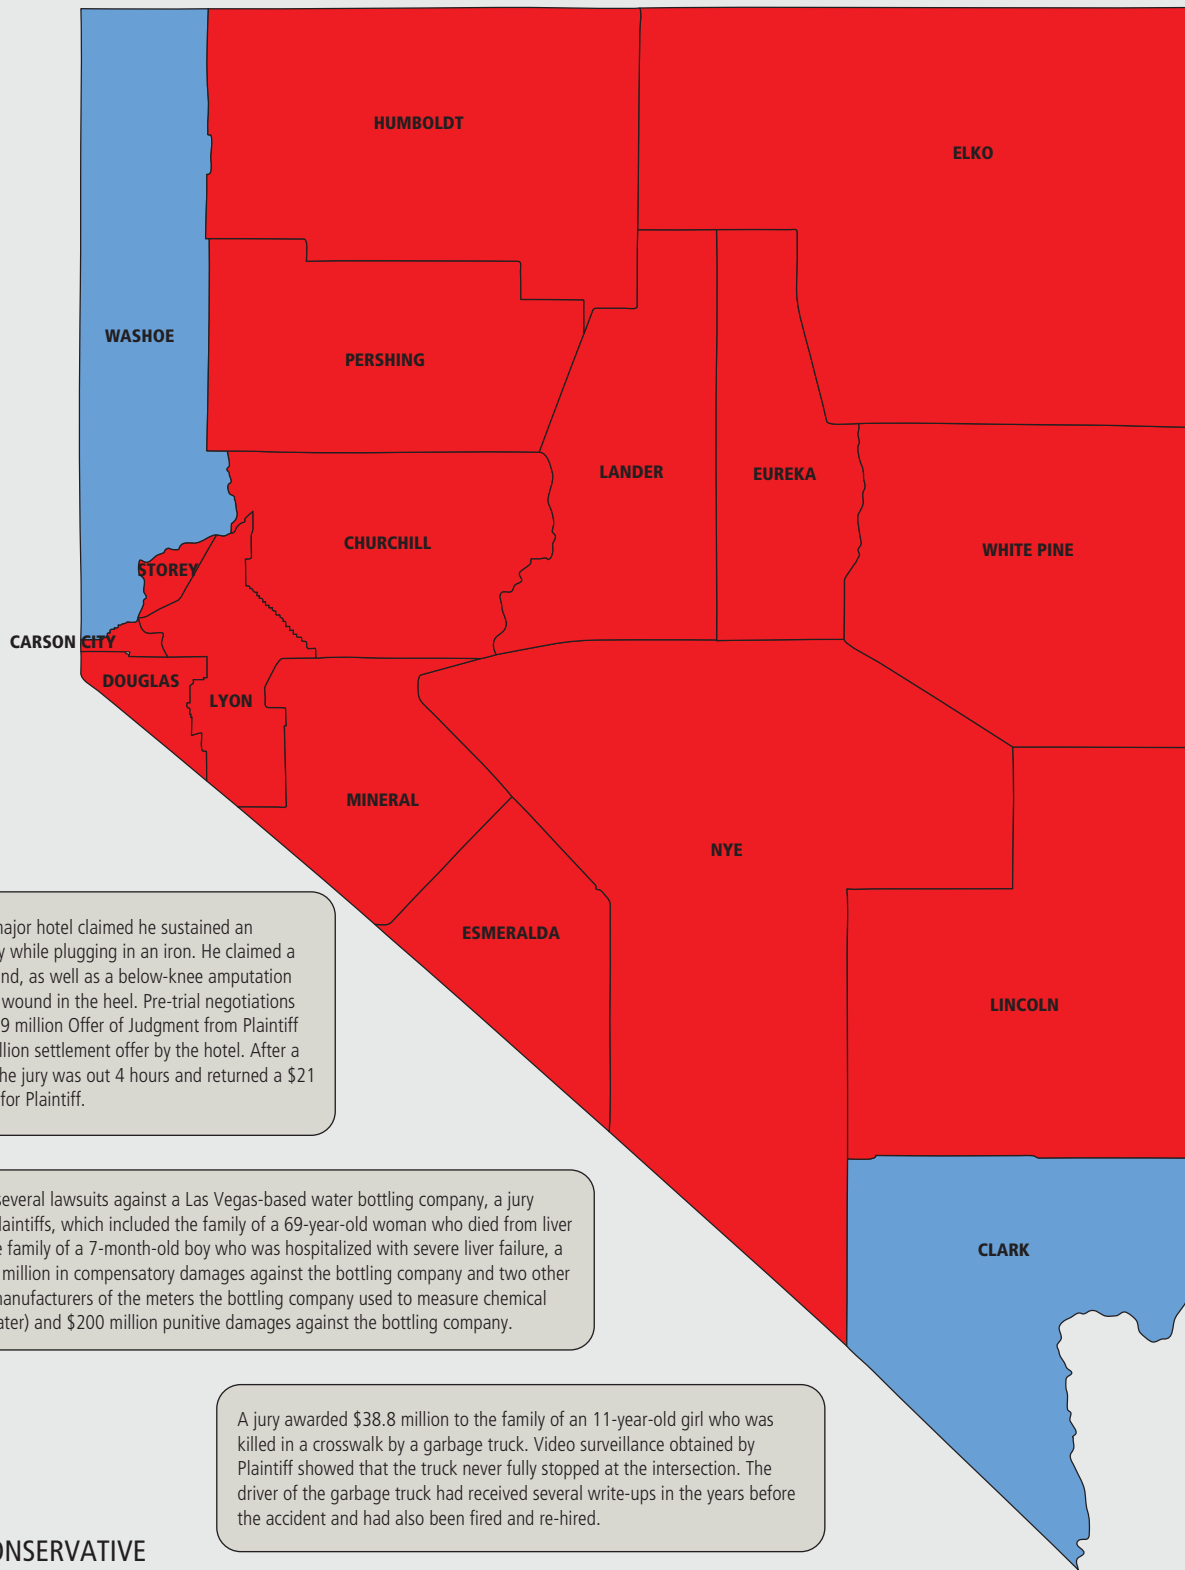 HUMBOLDT
ELKO
WASHOE
PERSHING
LANDER
EUREKA
CHURCHILL
WHITE PINE
STOREY
CARSON CITY
DOUGLAS
LYON
MINERAL
NYE
ESMERALDA
LINCOLN
CLARK
major hotel claimed he sustained an
while plugging in an iron. He claimed a
as well as a below-knee amputation
wound in the heel. Pre-trial negotiations
9 million Offer of Judgment from Plaintiff
settlement offer by the hotel. After a
the jury was out 4 hours and returned a $21
for Plaintiff.
several lawsuits against a Las Vegas-based water bottling company, a jury
plaintiffs, which included the family of a 69-year-old woman who died from liver
family of a 7-month-old boy who was hospitalized with severe liver failure, a
million in compensatory damages against the bottling company and two other
manufacturers of the meters the bottling company used to measure chemical
and $200 million punitive damages against the bottling company.
A jury awarded $38.8 million to the family of an 11-year-old girl who was
killed in a crosswalk by a garbage truck. Video surveillance obtained by
Plaintiff showed that the truck never fully stopped at the intersection. The
driver of the garbage truck had received several write-ups in the years before
the accident and had also been fired and re-hired.
ONSERVATIVE